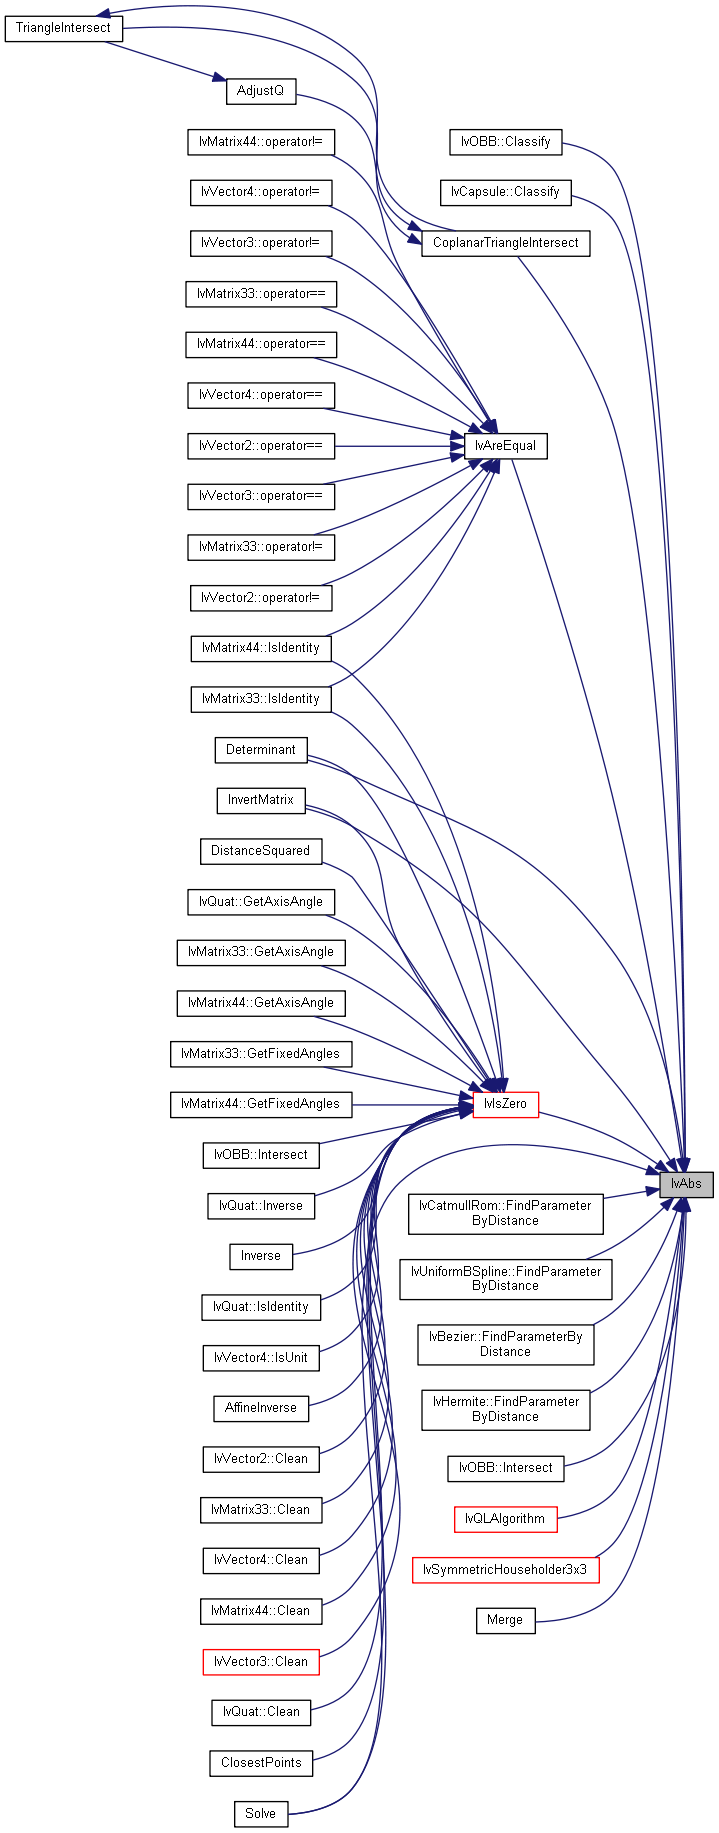 TriangleIntersect
AdjustQ
IvMatrix44::operator!=
IvOBB::Classify
IvVector4::operator!=
IvCapsule::Classify
IvVector3::operator!=
CoplanarTriangleIntersect
IvMatrix33::operator==
IvMatrix44::operator==
IvVector4::operator==
IvVector2::operator==
IvAreEqual
IvVector3::operator==
IvMatrix33::operator!=
IvVector2::operator!=
IvMatrix44::IsIdentity
IvMatrix33::IsIdentity
Determinant
InvertMatrix
DistanceSquared
IvQuat::GetAxisAngle
IvMatrix33::GetAxisAngle
IvMatrix44::GetAxisAngle
IvMatrix33::GetFixedAngles
IvMatrix44::GetFixedAngles
IvIsZero
IvOBB::Intersect
IvAbs
IvQuat::Inverse
IvCatmullRom::FindParameter
ByDistance
Inverse
IvUniformBSpline::FindParameter
ByDistance
IvQuat::IsIdentity
IvBezier::FindParameterBy
Distance
IvVector4::IsUnit
AffineInverse
IvHermite::FindParameter
ByDistance
IvVector2::Clean
IvOBB::Intersect
IvMatrix33::Clean
IvQLAlgorithm
IvVector4::Clean
IvSymmetricHouseholder3x3
IvMatrix44::Clean
Merge
IvVector3::Clean
IvQuat::Clean
ClosestPoints
Solve